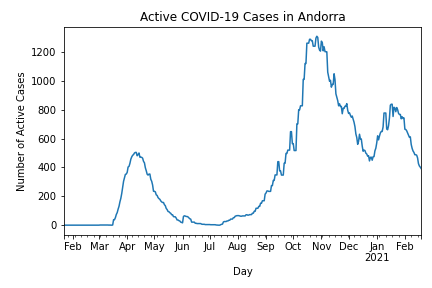 Active COVID-19 Cases in Andorra
Number of Active Cases
1200
1000
800
600
400
200
0
Feb Mar Apr May Jun Jul Aug Sep Oct Nov Dec Jan Feb
2021
Day